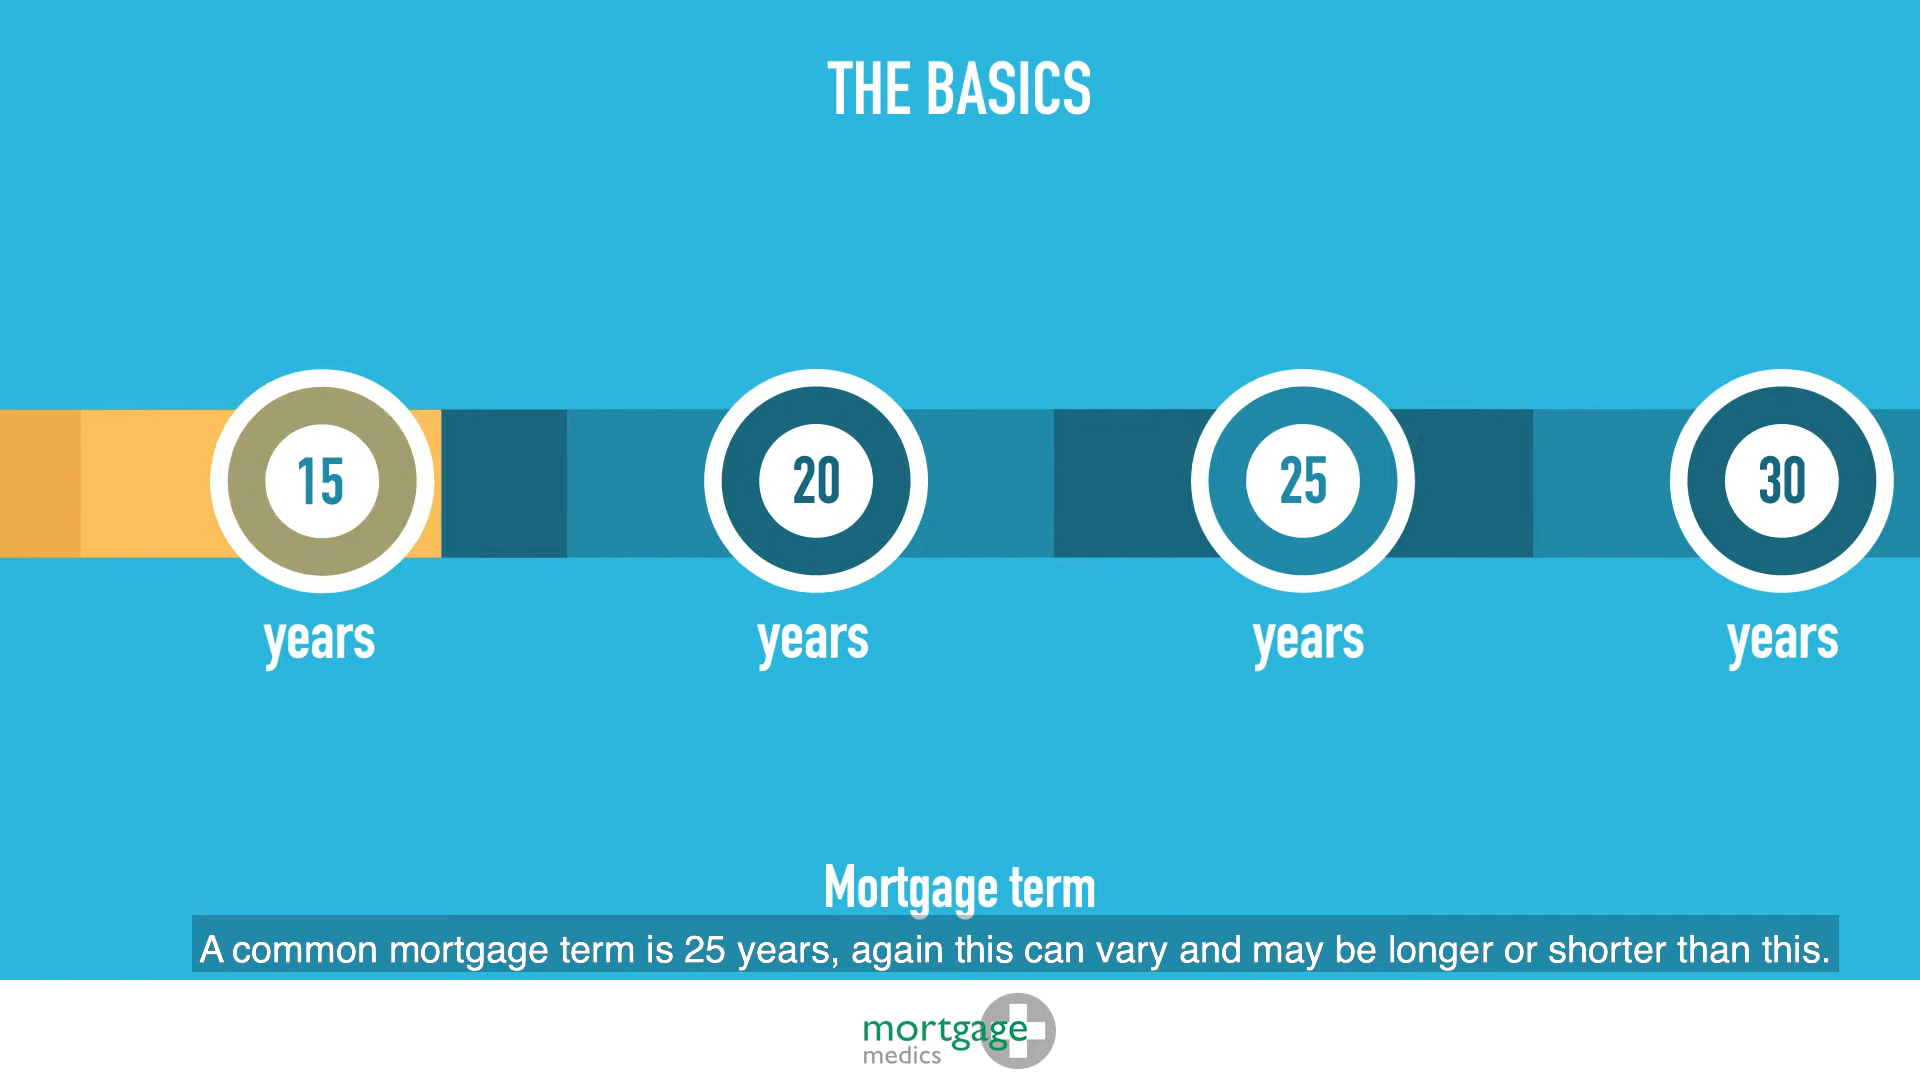 THE BASICS
15
20
25
30
years
years
years
years
Mortgage term
A common mortgage term is 25 years, again this can vary and may be longer or shorter than this.
mortgage
medics